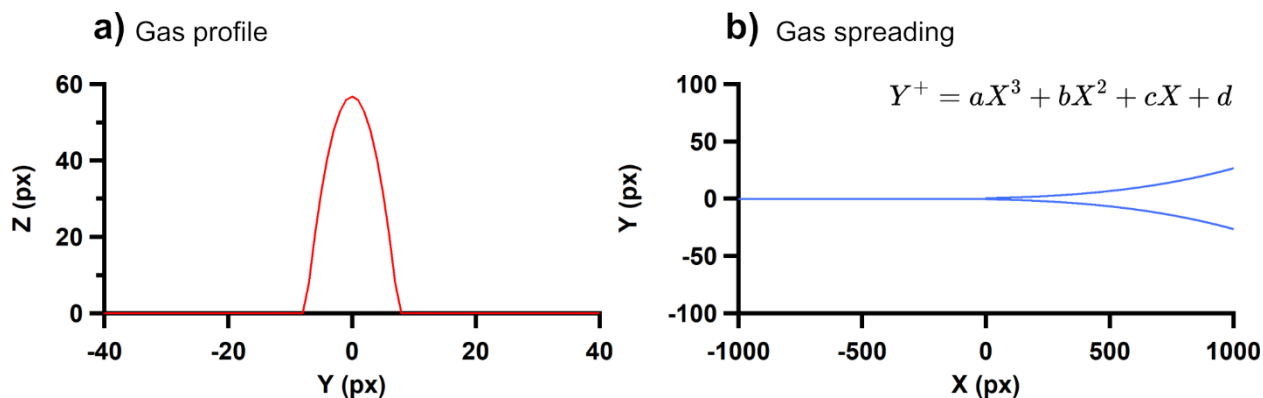 a) Gas profile
60
40
20
0
Z (px)
-40 -20 0 20 40
Y (px)
b) Gas spreading
Y⁺ = aX³ + bX² + cX + d
100
50
0
-50
-100
Y (px)
-1000 -500 0 500 1000
X (px)